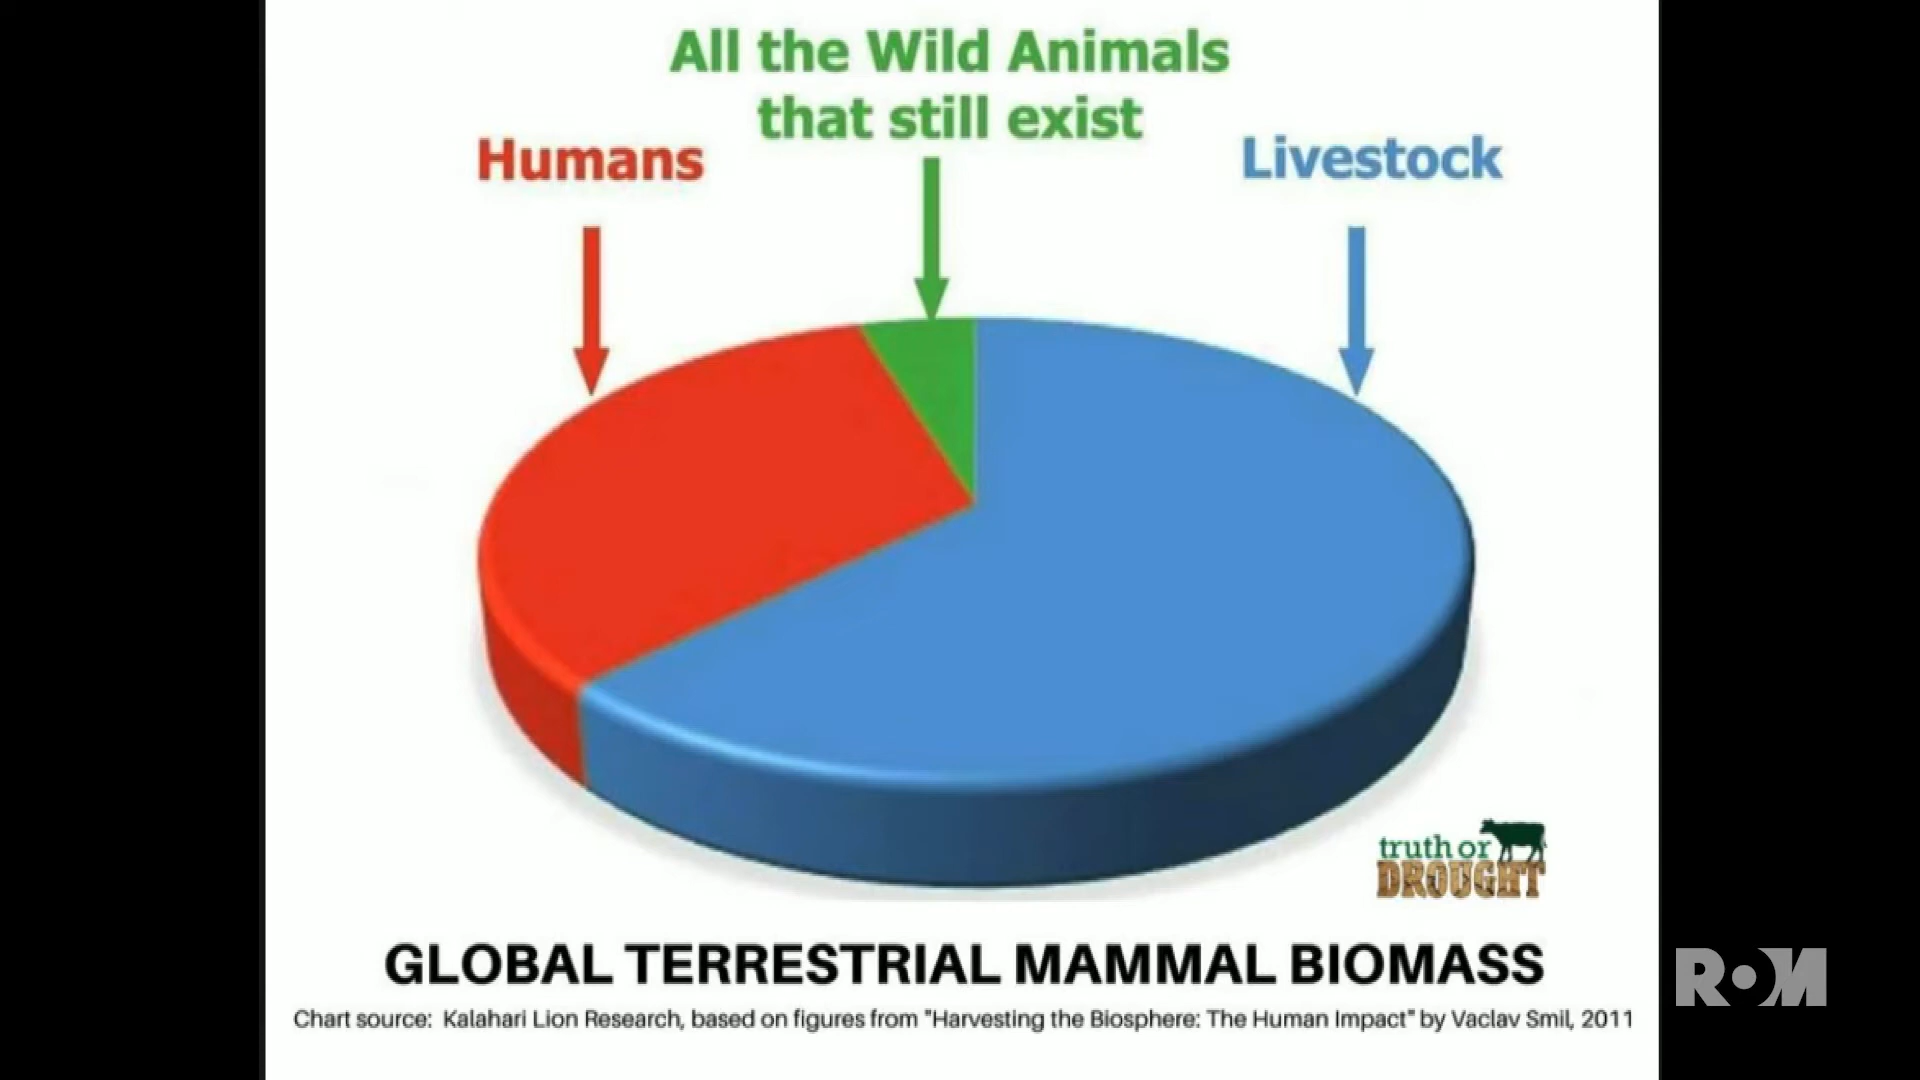 All the Wild Animals
that still exist
Humans
Livestock
truth or
DROUGHT
GLOBAL TERRESTRIAL MAMMAL BIOMASS
Chart source: Kalahari Lion Research, based on figures from "Harvesting the Biosphere: The Human Impact" by Vaclav Smil, 2011
ROM